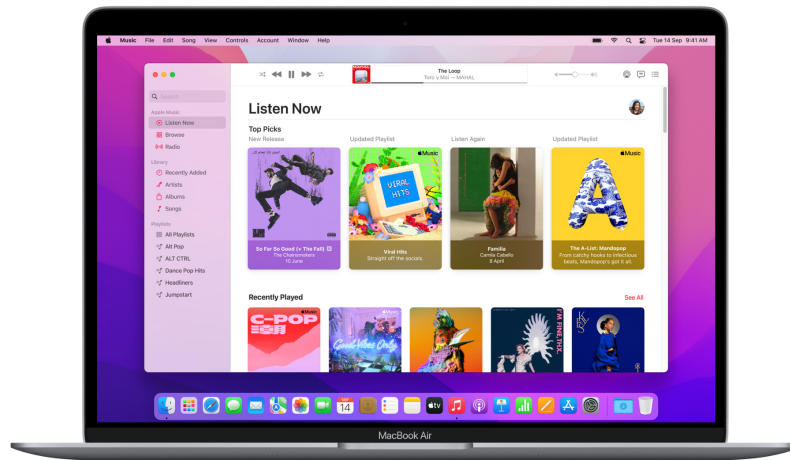 Music File Edit Song View Controls Account Window Help
Tue 14 Sep 9:41 AM
The Loop
Toro y Moi — MAHAL
Search
Apple Music
Listen Now
Browse
Radio
Library
Recently Added
Artists
Albums
Songs
Playlists
All Playlists
Alt Pop
ALT CTRL
Dance Pop Hits
Headliners
Jumpstart
Listen Now
Top Picks
New Release
Updated Playlist
Listen Again
Updated Playlist
Music
VIRAL
HITS
Music
So Far So Good (v The Fall)
The Chainsmokers
10 June
Viral Hits
Straight off the socials.
Familia
Camila Cabello
8 April
The A-List: Mandopop
From catchy hooks to infectious
beats, Mandopop's got it all.
Recently Played
See All
Music
C-POP
Music
Good Vibes Only
I'M FINE. THX.
14
tv
MacBook Air